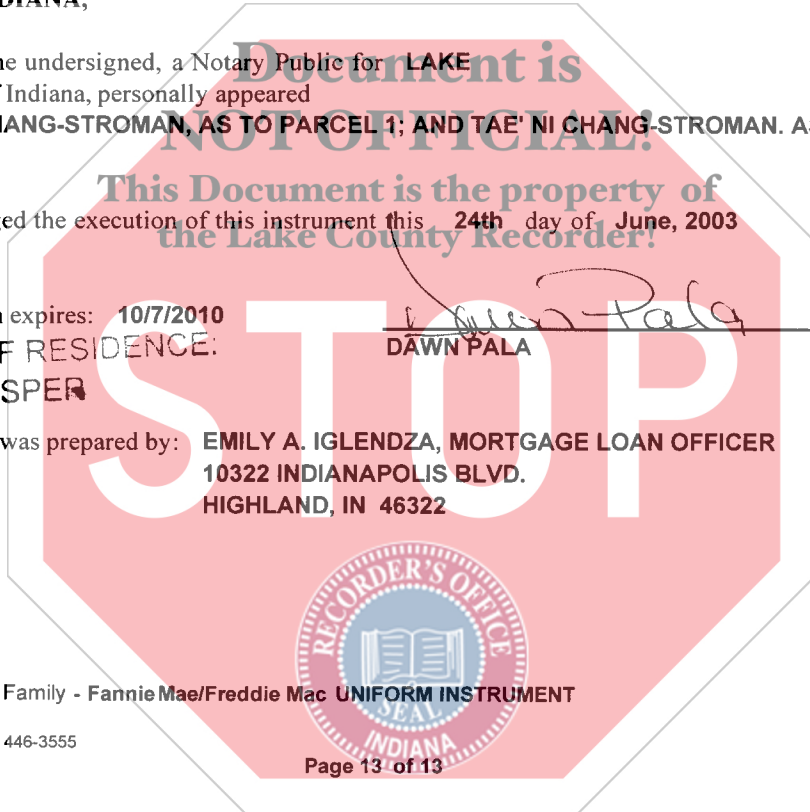 DIANA,
ne undersigned, a Notary Public for LAKE
Document is
Indiana, personally appeared
NOT OFFICIAL!
ANG-STROMAN, AS TO PARCEL 1; AND TAE' NI CHANG-STROMAN. A
This Document is the property of
ed the execution of this instrument this 24th day of June, 2003
the Lake County Recorder!
expires: 10/7/2010
Dawn Pala
F RESIDENCE:
DAWN PALA
SPER
STOP
was prepared by: EMILY A. IGLENDZA, MORTGAGE LOAN OFFICER
10322 INDIANAPOLIS BLVD.
HIGHLAND, IN 46322
RECORDER'S OFFICE
SEAL
INDIANA
Family - Fannie Mae/Freddie Mac UNIFORM INSTRUMENT
446-3555
Page 13 of 13